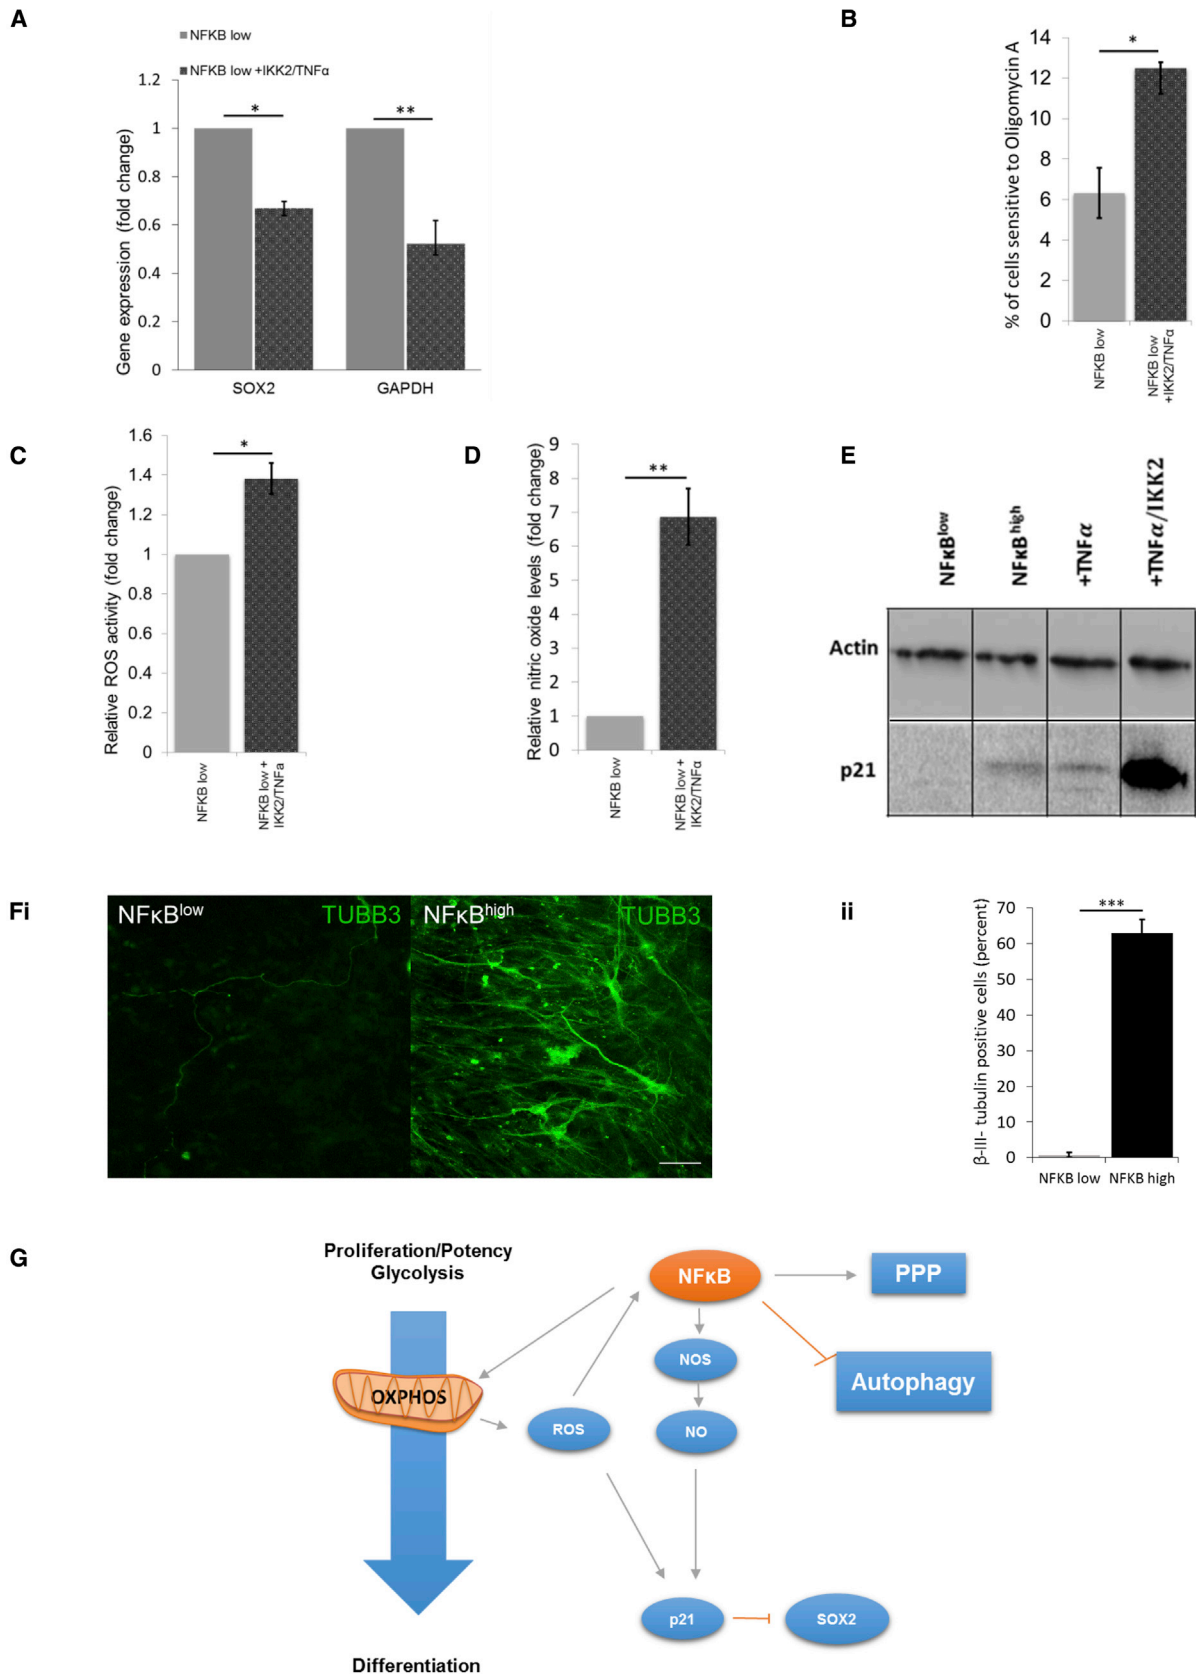 A
NFKB low
NFKB low +IKK2/TNFα
1.2
1
0.8
0.6
0.4
0.2
0
Gene expression (fold change)
*
**
SOX2
GAPDH
B
14
12
10
8
6
4
2
0
% of cells sensitive to Oligomycin A
*
NFKB low
NFKB low
+IKK2/TNFα
C
1.6
1.4
1.2
1
0.8
0.6
0.4
0.2
0
Relative ROS activity (fold change)
*
NFKB low
NFKB low +
IKK2/TNFa
D
9
8
7
6
5
4
3
2
1
0
Relative nitric oxide levels (fold change)
**
NFKB low
NFKB low +
IKK2/TNFα
E
NFκBlow
NFκBhigh
+TNFα
+TNFα/IKK2
Actin
p21
Fi
NFκBlow
TUBB3
NFκBhigh
TUBB3
ii
70
60
50
40
30
20
10
0
β-III- tubulin positive cells (percent)
***
NFKB low
NFKB high
G
Proliferation/Potency
Glycolysis
NFκB
PPP
NOS
Autophagy
OXPHOS
ROS
NO
p21
SOX2
Differentiation